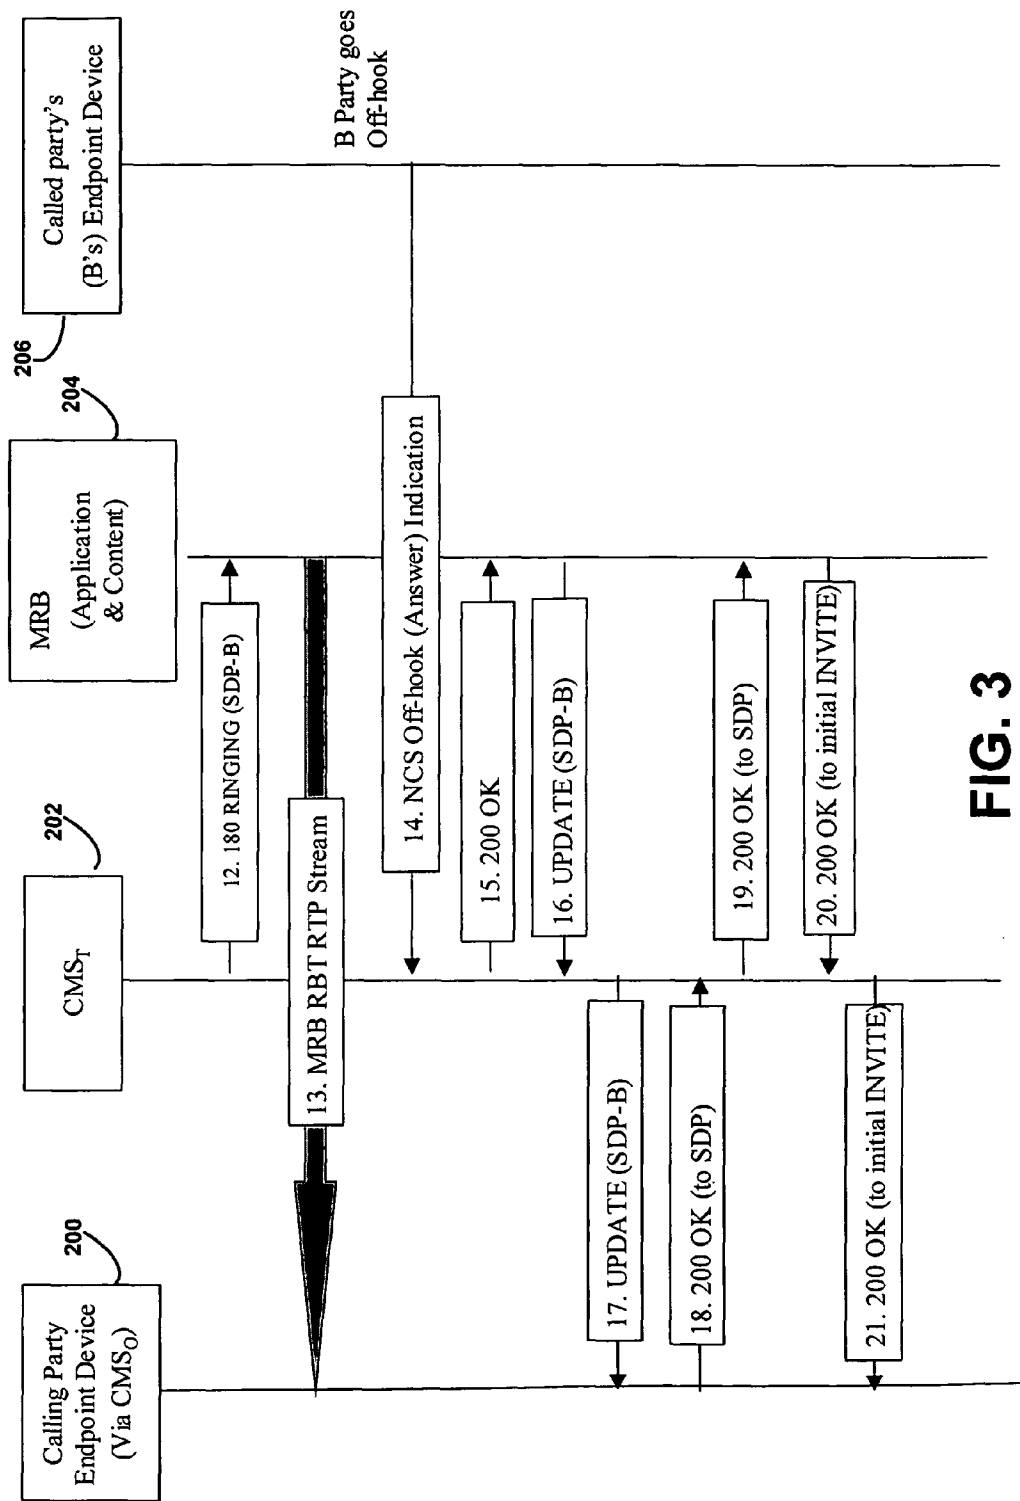 Calling Party
Endpoint Device
(Via CMSO)
200
CMST
202
MRB
(Application
& Content)
204
Called party's
(B's) Endpoint Device
206
12. 180 RINGING (SDP-B)
13. MRB RBT RTP Stream
B Party goes
Off-hook
14. NCS Off-hook (Answer) Indication
15. 200 OK
16. UPDATE (SDP-B)
17. UPDATE (SDP-B)
18. 200 OK (to SDP)
19. 200 OK (to SDP)
20. 200 OK (to initial INVITE)
21. 200 OK (to initial INVITE)
FIG. 3